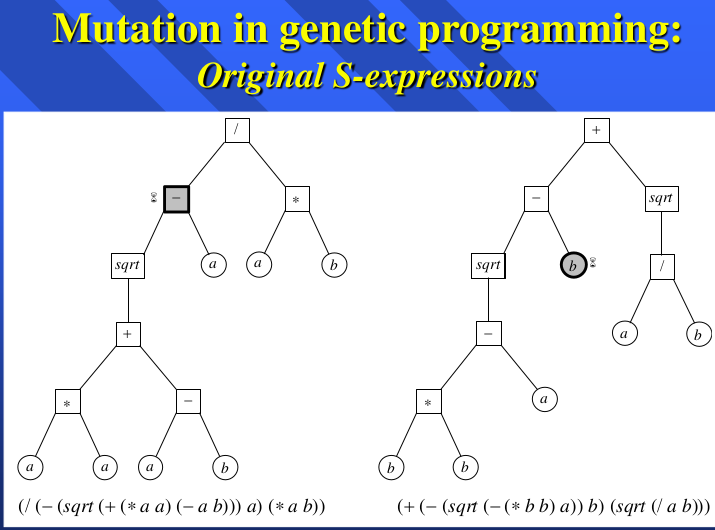 Mutation in genetic programming:
Original S-expressions
/ +
− * − sqrt
sqrt a a b sqrt b /
+ − a b
* − * a
a a a b b b
(/ (− (sqrt (+ (* a a) (− a b))) a) (* a b)) (+ (− (sqrt (− (* b b) a)) b) (sqrt (/ a b)))